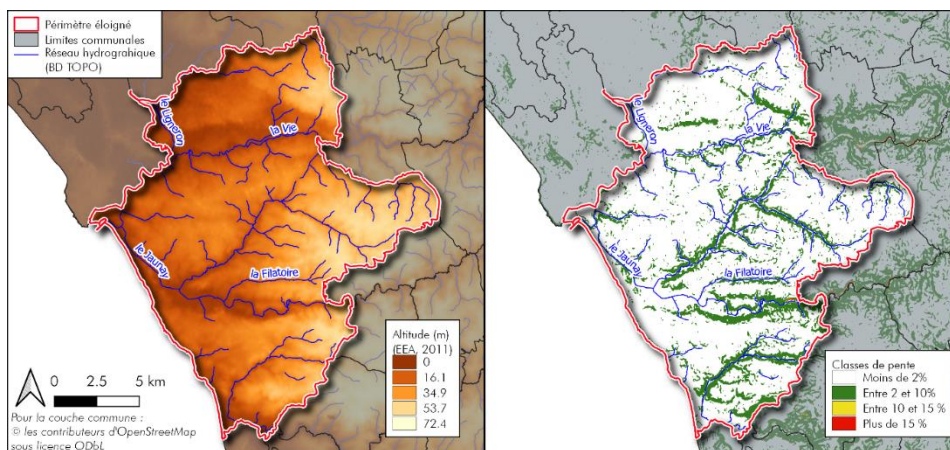 Périmètre éloigné
Limites communales
Réseau hydrograhique
(BD TOPO)
le Ligneron
la Vie
le Jaunay
la Filatoire
0 2.5 5 km
Pour la couche commune :
© les contributeurs d'OpenStreetMap
sous licence ODbL
Altitude (m)
(EEA, 2011)
0
16.1
34.9
53.7
72.4
le Ligneron
la Vie
le Jaunay
la Filatoire
Classes de pente
Moins de 2%
Entre 2 et 10%
Entre 10 et 15 %
Plus de 15 %